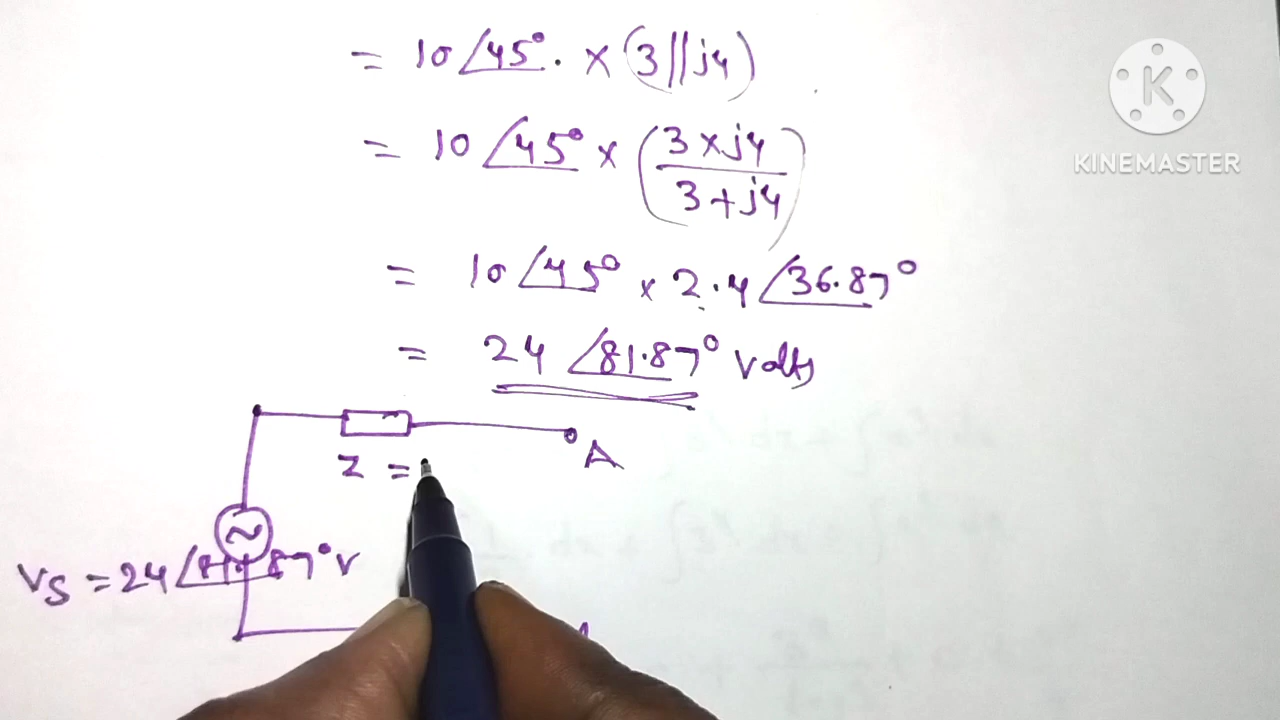 = 10∠45° · × (3||j4)
KINEMASTER
= 10∠45° × (3×j4 / 3+j4)
= 10∠45° × 2.4∠36.87°
= 24∠81.87° Volts
A
Z =
Vs = 24∠81.87° V